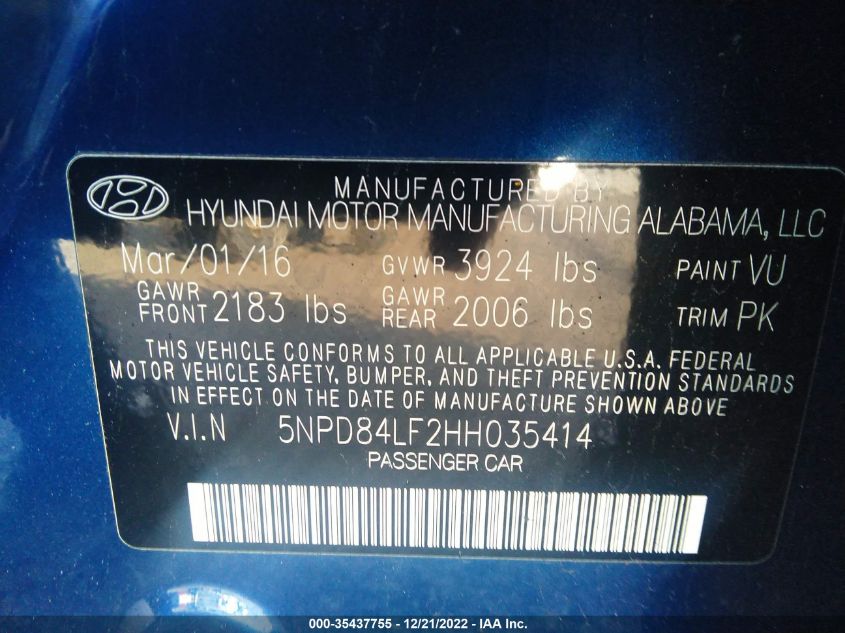 MANUFACTURED BY
HYUNDAI MOTOR MANUFACTURING ALABAMA, LLC
Mar/01/16 GVWR 3924 lbs PAINT VU
GAWR FRONT 2183 lbs GAWR REAR 2006 lbs TRIM PK
THIS VEHICLE CONFORMS TO ALL APPLICABLE U.S.A. FEDERAL
MOTOR VEHICLE SAFETY, BUMPER, AND THEFT PREVENTION STANDARDS
IN EFFECT ON THE DATE OF MANUFACTURE SHOWN ABOVE
V.I.N 5NPD84LF2HH035414
PASSENGER CAR
000-35437755 - 12/21/2022 - IAA Inc.